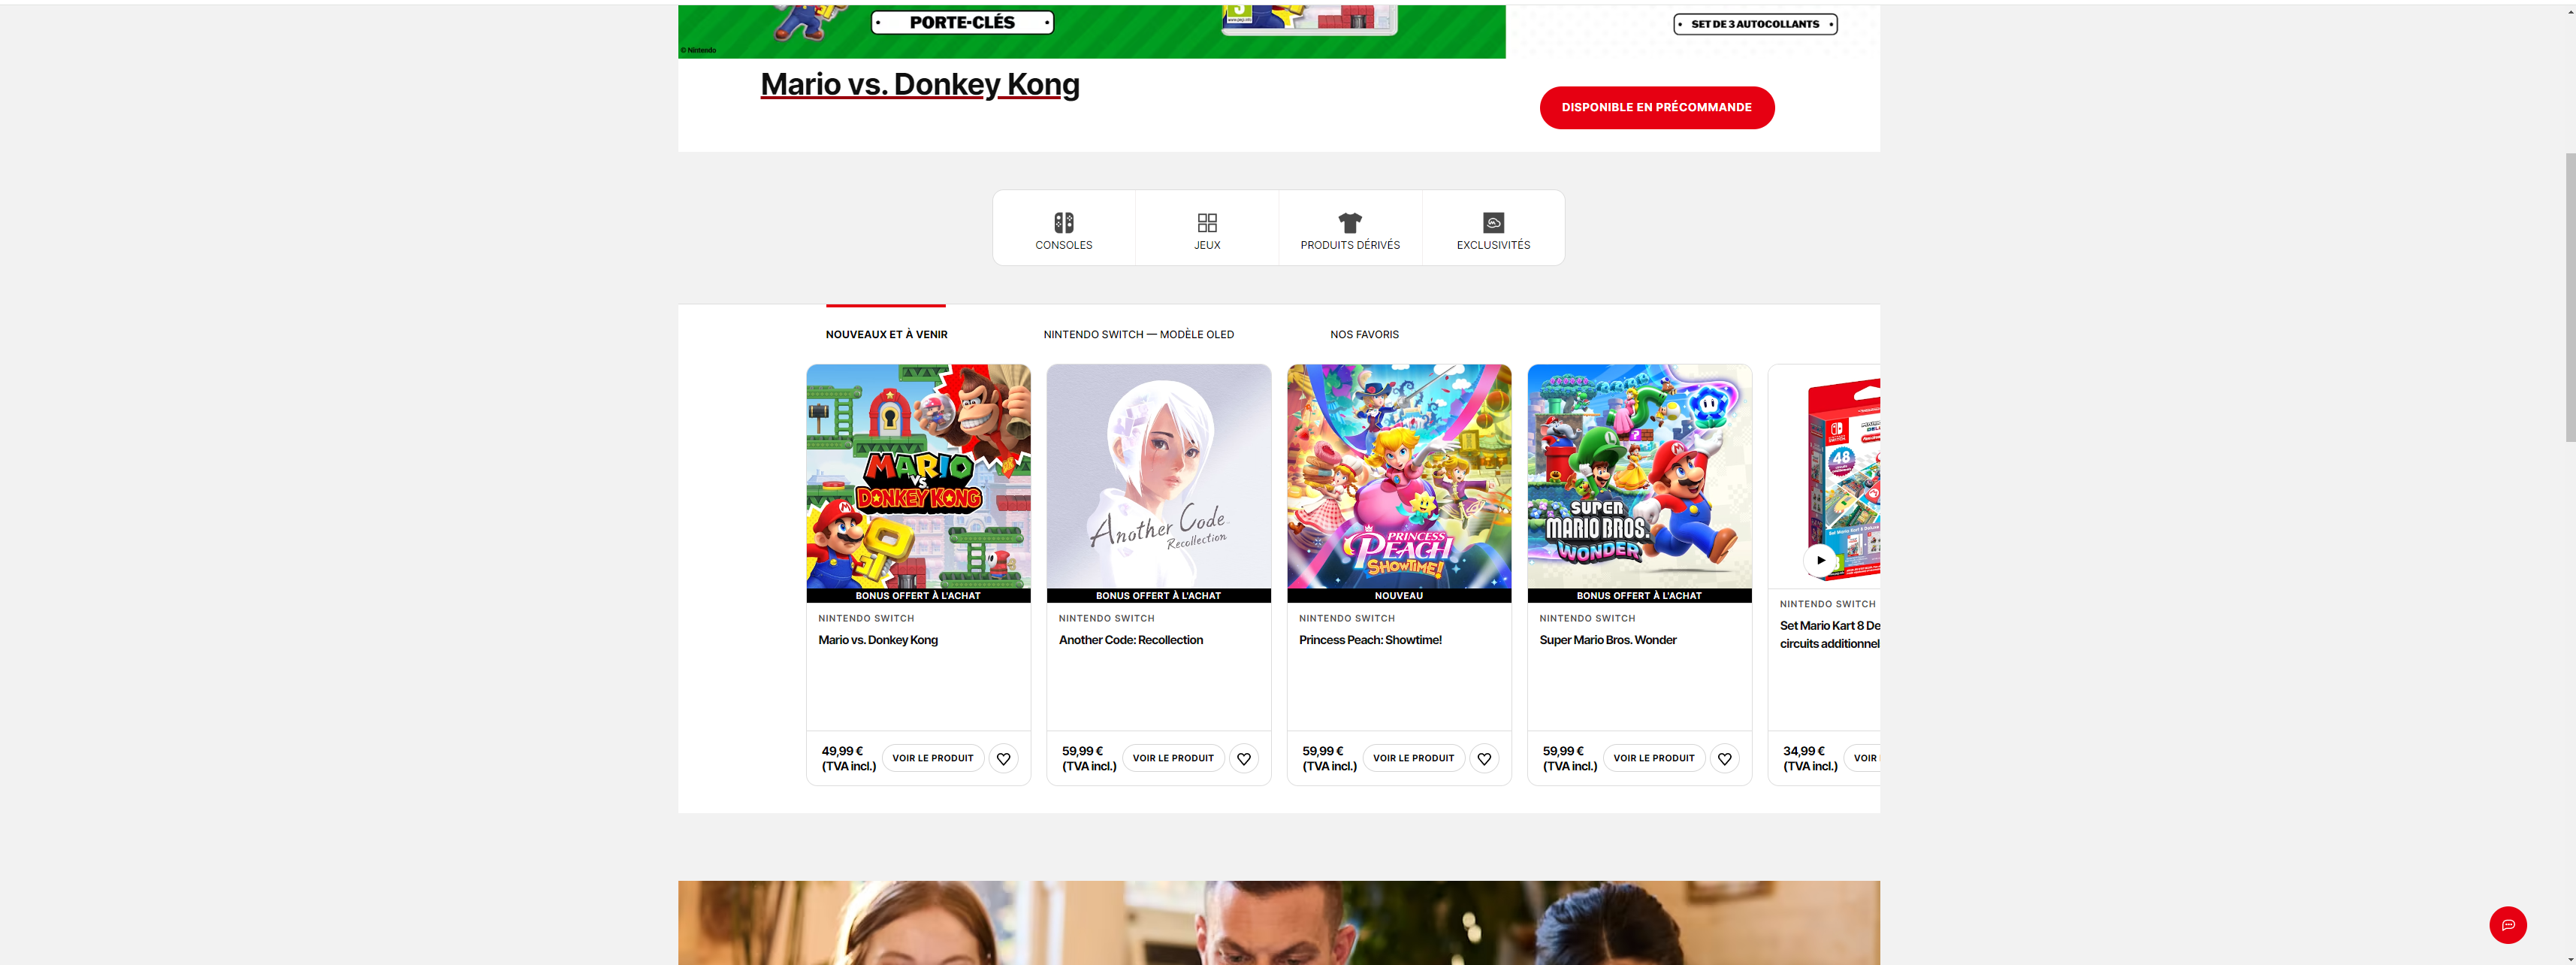 PORTE-CLÉS
SET DE 3 AUTOCOLLANTS
© Nintendo
Mario vs. Donkey Kong
DISPONIBLE EN PRÉCOMMANDE
CONSOLES
JEUX
PRODUITS DÉRIVÉS
EXCLUSIVITÉS
NOUVEAUX ET À VENIR
NINTENDO SWITCH — MODÈLE OLED
NOS FAVORIS
MARIO
VS.
DONKEY KONG
BONUS OFFERT À L'ACHAT
NINTENDO SWITCH
Mario vs. Donkey Kong
49,99 €
(TVA incl.)
VOIR LE PRODUIT
Another Code
Recollection
BONUS OFFERT À L'ACHAT
NINTENDO SWITCH
Another Code: Recollection
59,99 €
(TVA incl.)
VOIR LE PRODUIT
PRINCESS
PEACH
SHOWTIME!
NOUVEAU
NINTENDO SWITCH
Princess Peach: Showtime!
59,99 €
(TVA incl.)
VOIR LE PRODUIT
SUPER
MARIO BROS.
WONDER
BONUS OFFERT À L'ACHAT
NINTENDO SWITCH
Super Mario Bros. Wonder
59,99 €
(TVA incl.)
VOIR LE PRODUIT
48
NINTENDO SWITCH
Set Mario Kart 8 De
circuits additionnel
34,99 €
(TVA incl.)
VOIR